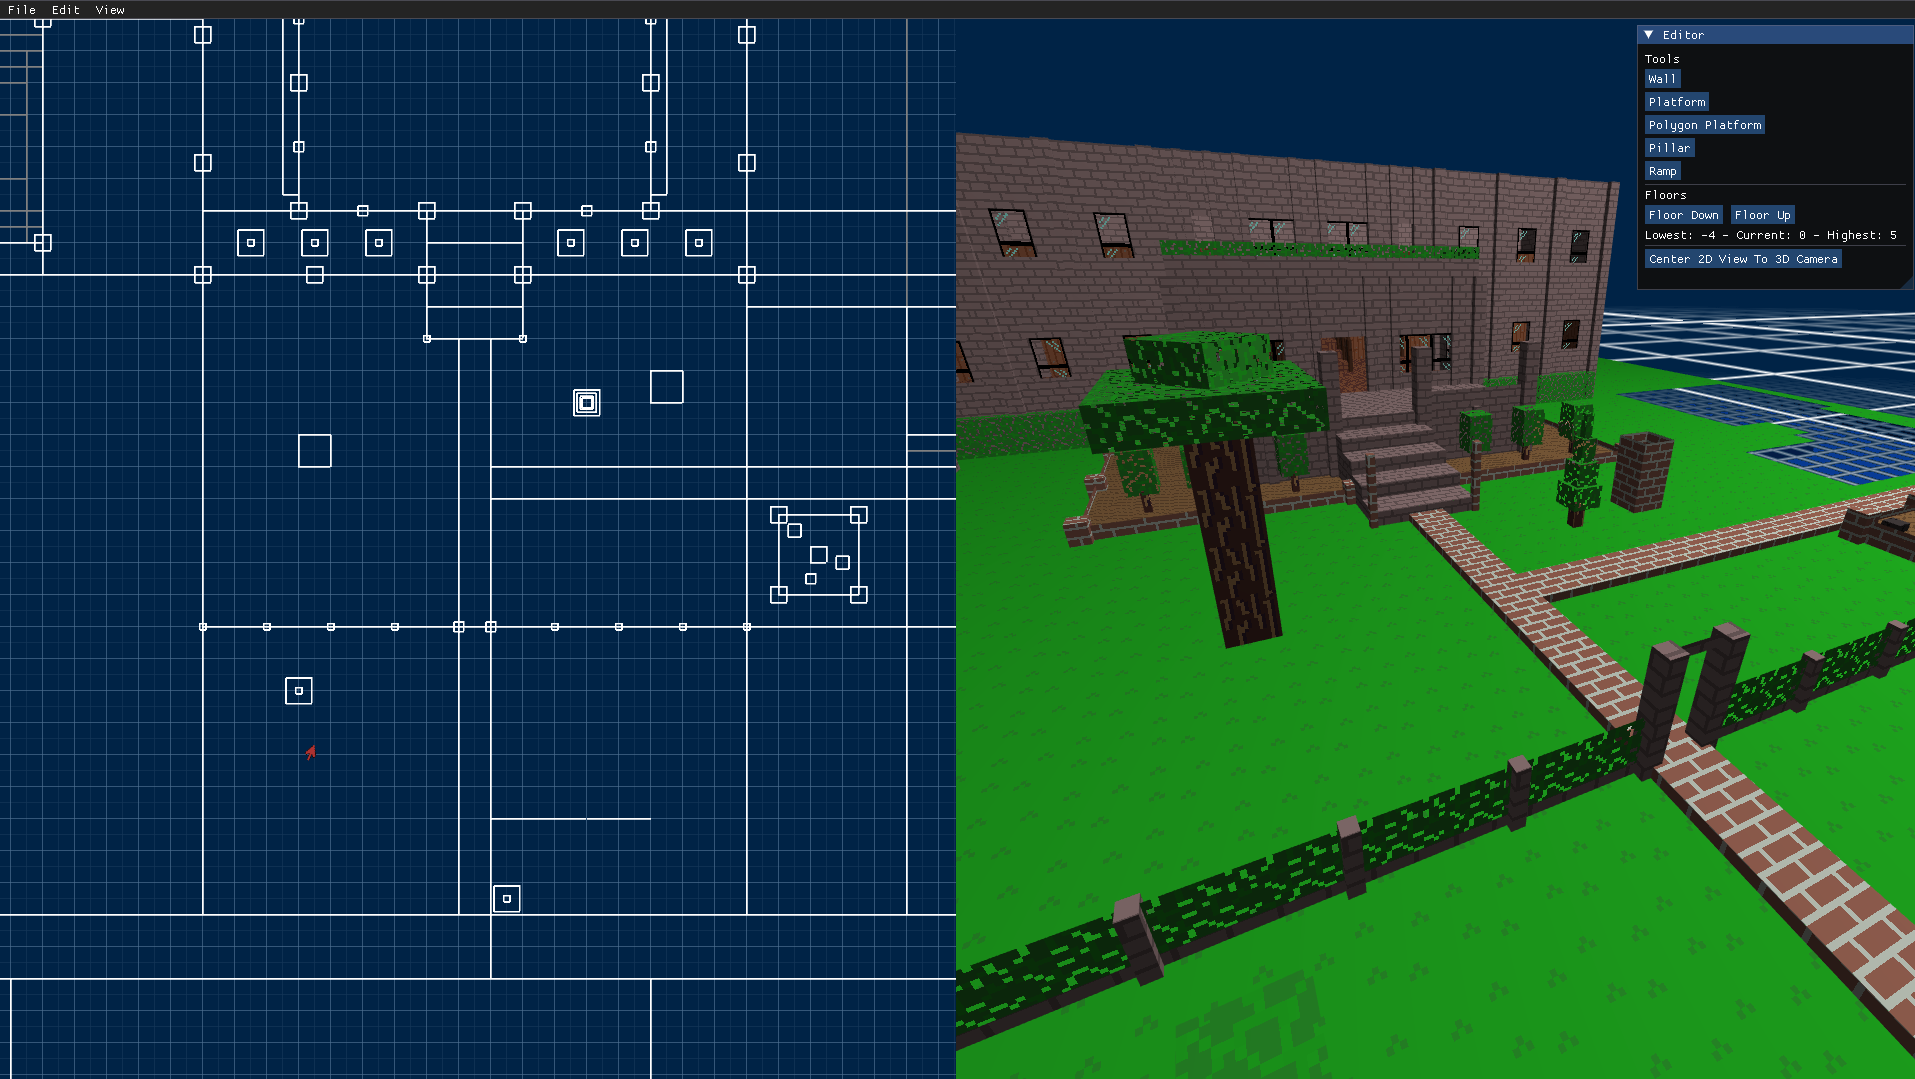 File Edit View
Editor
Tools
Wall
Platform
Polygon Platform
Pillar
Ramp
Floors
Floor Down Floor Up
Lowest: -4 - Current: 0 - Highest: 5
Center 2D View To 3D Camera